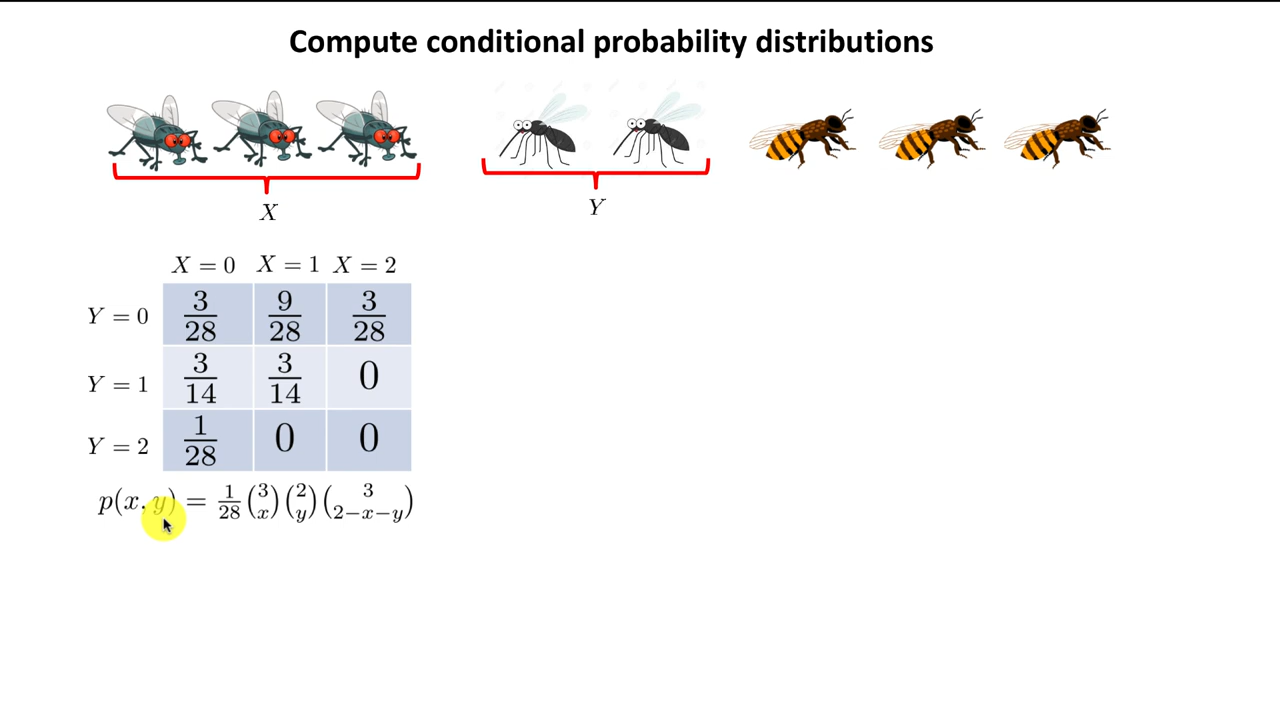 Compute conditional probability distributions
X
Y
X = 0 X = 1 X = 2
Y = 0 3/28 9/28 3/28
Y = 1 3/14 3/14 0
Y = 2 1/28 0 0
p(x, y) = 1/28 (3 x) (2 y) (3 2−x−y)